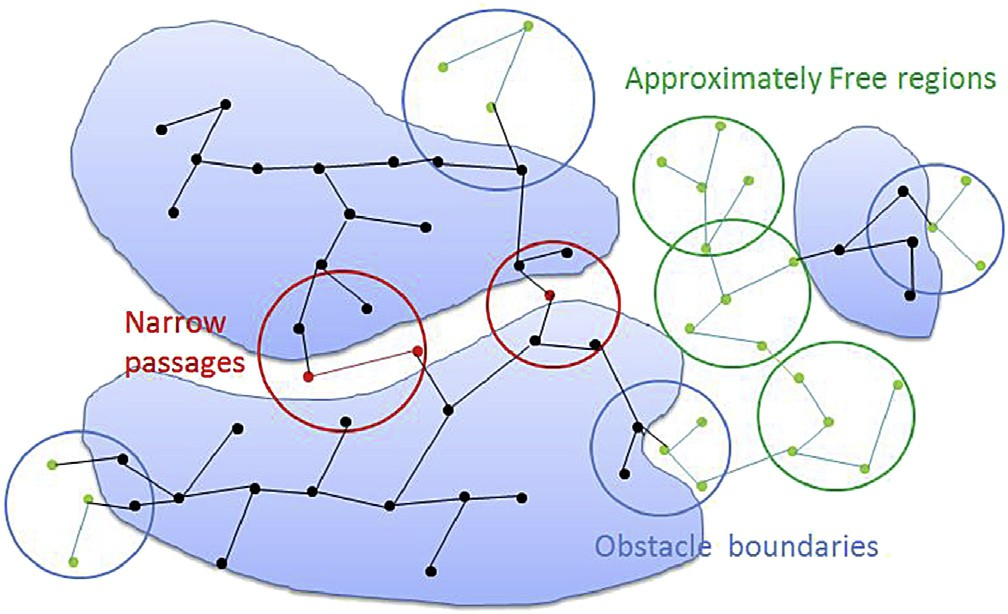 Approximately Free regions
Narrow
passages
Obstacle boundaries